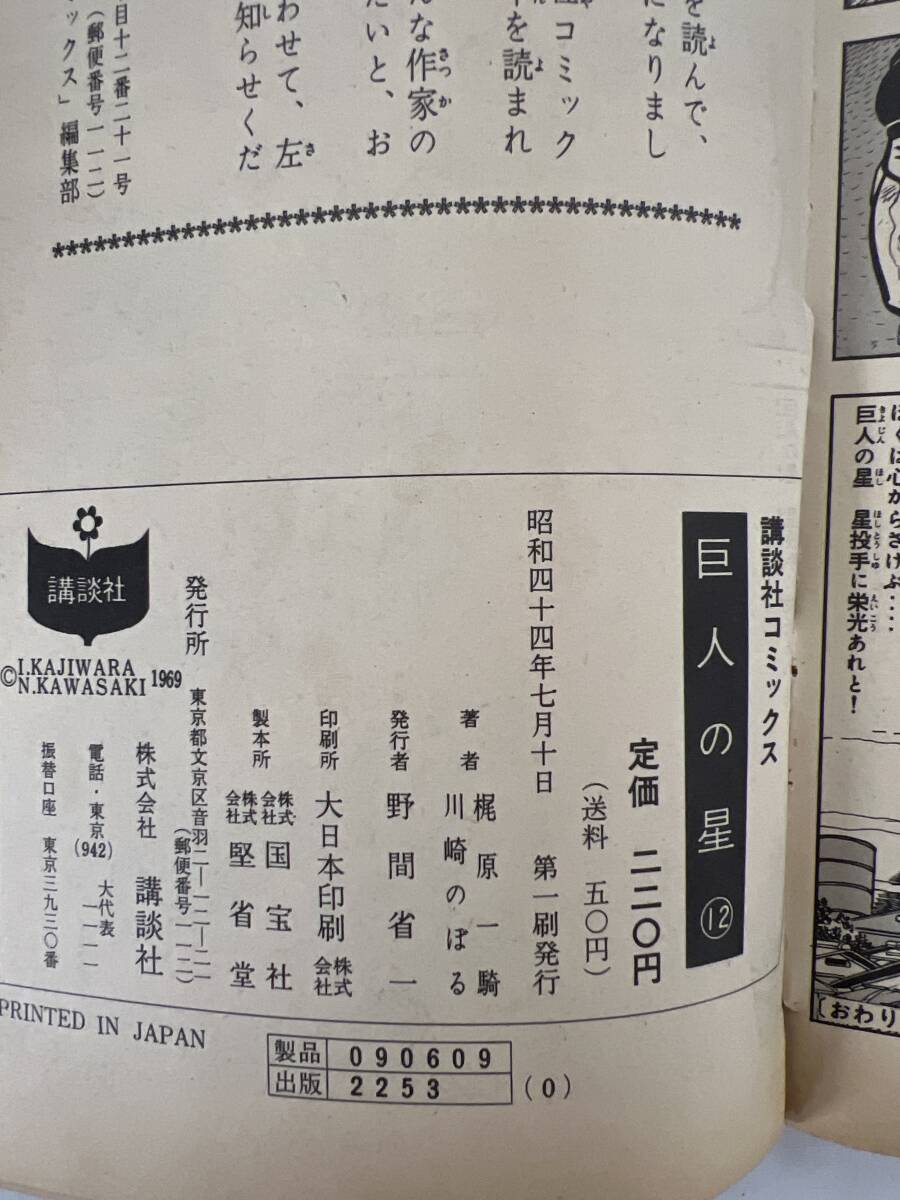 ぼくは心からさけぶ‥‥
巨人の星　星投手に栄光あれと！
〔おわり
を読んで、
になりまし
コミック
を読まれ
んな作家の
たいと、お
わせて、左
知らせくだ
目十二番二十一号
（郵便番号一一二）
ックス」編集部
＊＊＊＊＊＊＊＊＊＊＊＊＊＊＊＊＊＊＊＊＊＊＊＊＊＊＊＊＊＊＊＊＊＊＊＊＊＊＊＊＊＊＊＊＊＊＊＊＊＊
講談社コミックス
巨人の星 ⑫
定価 二二〇円
（送料 五〇円）
昭和四十四年七月十日　第一刷発行
著者　梶原一騎
川崎のぼる
発行者　野間省一
印刷所　大日本印刷株式会社
製本所　株式会社国宝社
株式会社堅省堂
発行所　東京都文京区音羽二―一二―二一
（郵便番号一一二）
株式会社　講談社
電話・東京(942)　大代表一一一一
振替口座　東京三九三〇番
講談社
©I.KAJIWARA
N.KAWASAKI 1969
PRINTED IN JAPAN
製品 090609
出版 2253
(0)